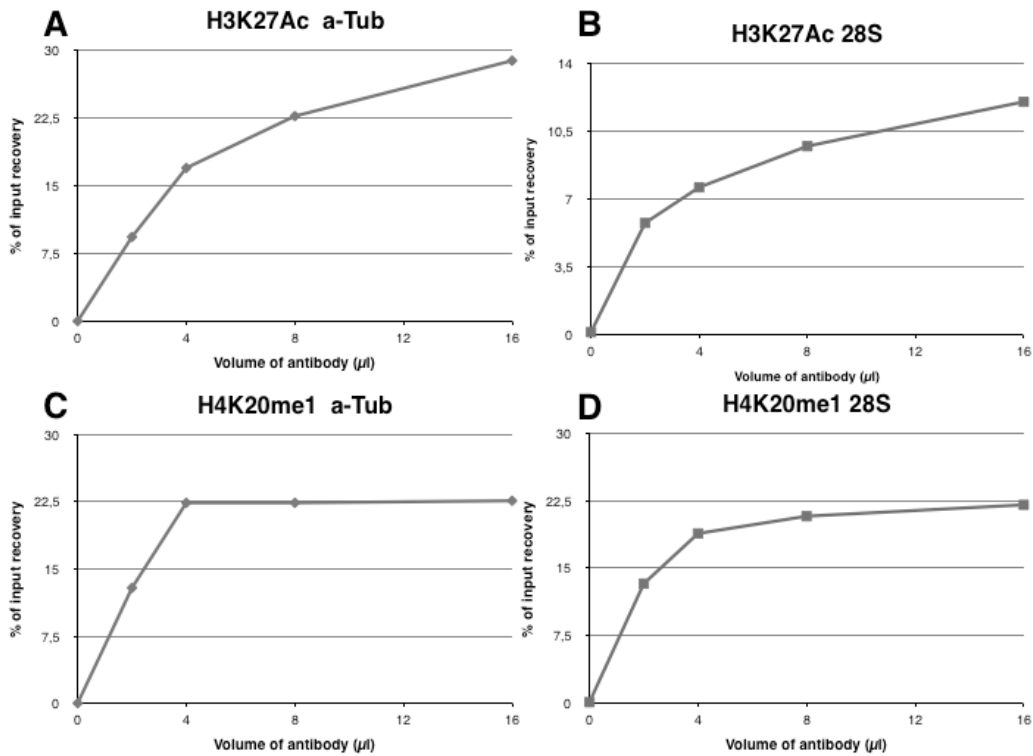 A
H3K27Ac a-Tub
30
22,5
15
7,5
0
% of input recovery
0 4 8 12 16
Volume of antibody (µl)
B
H3K27Ac 28S
14
10,5
7
3,5
0
% of input recovery
0 4 8 12 16
Volume of antibody (µl)
C
H4K20me1 a-Tub
30
22,5
15
7,5
0
% of input recovery
0 4 8 12 16
Volume of antibody (µl)
D
H4K20me1 28S
30
22,5
15
7,5
0
% of input recovery
0 4 8 12 16
Volume of antibody (µl)